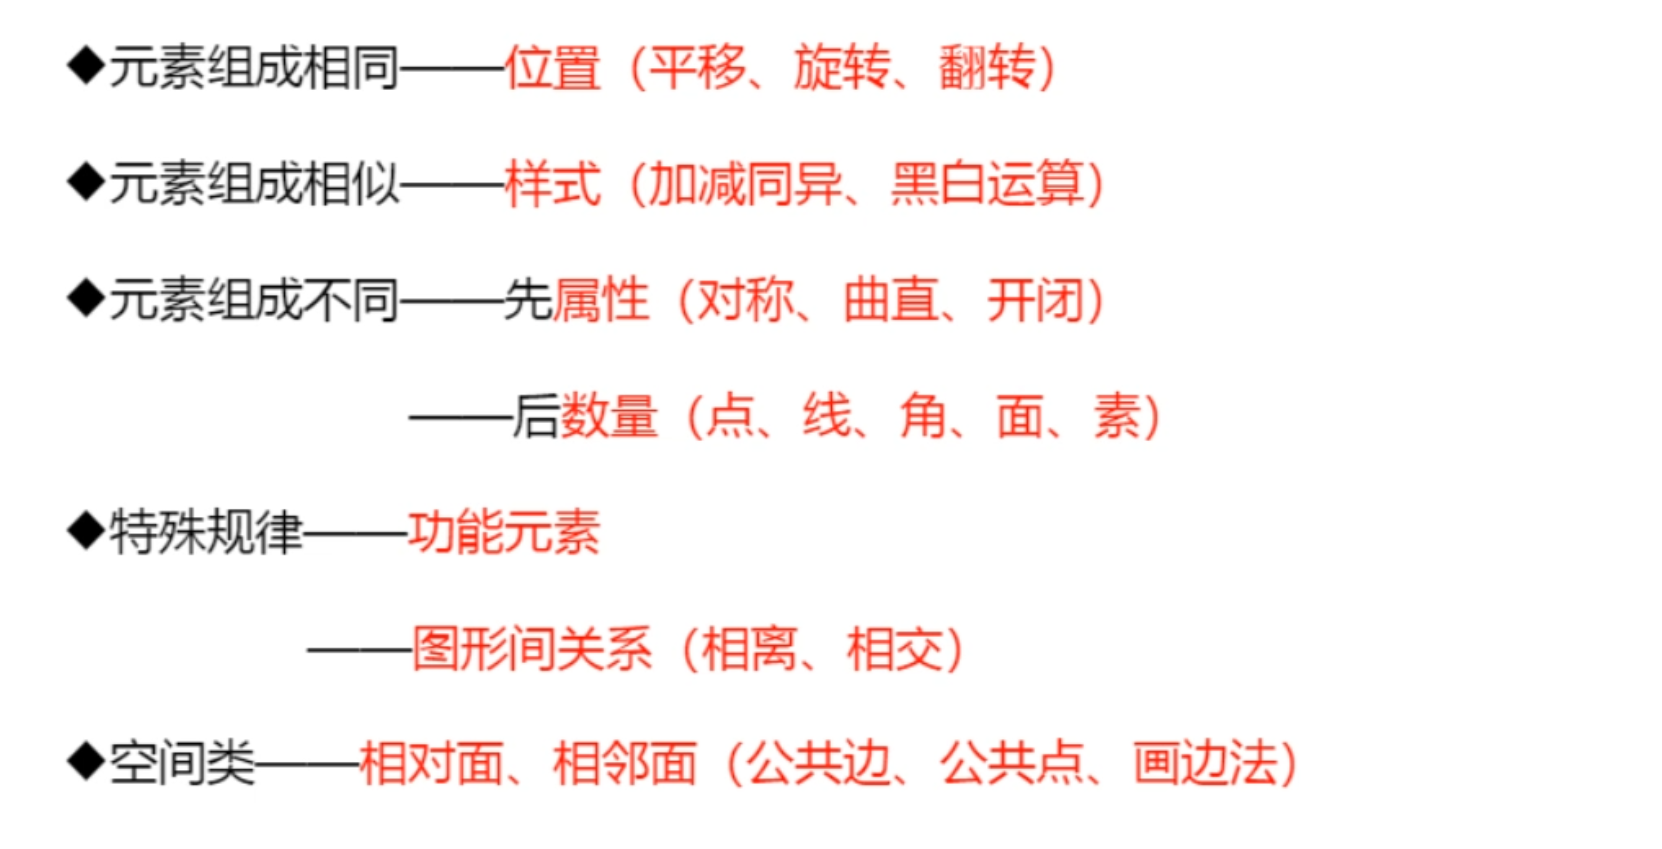 ◆元素组成相同——位置（平移、旋转、翻转）
◆元素组成相似——样式（加减同异、黑白运算）
◆元素组成不同——先属性（对称、曲直、开闭）
——后数量（点、线、角、面、素）
◆特殊规律——功能元素
——图形间关系（相离、相交）
◆空间类——相对面、相邻面（公共边、公共点、画边法）